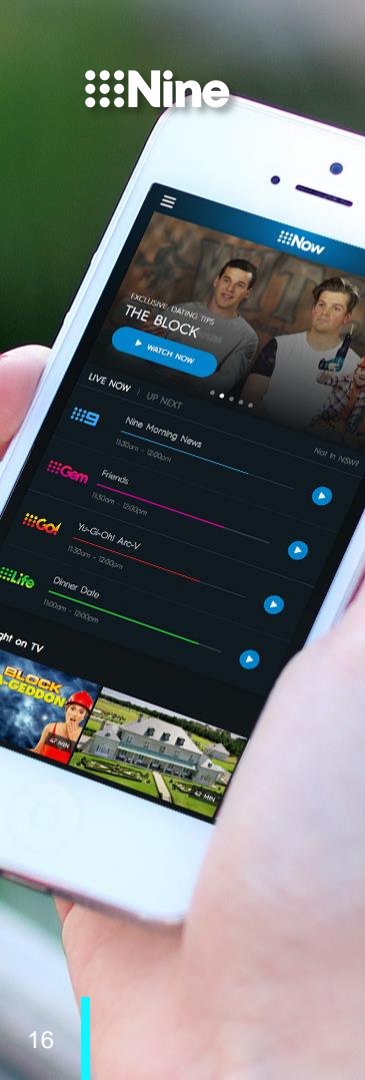 Nine
Now
EXCLUSIVE: DATING TIPS
THE BLOCK
WATCH NOW
LIVE NOW | UP NEXT
Not in NSW?
9
Nine Morning News
11:30am - 12:00pm
Gem
Friends
11:30am - 12:00pm
Go!
Yu-Gi-Oh! Arc-V
11:30am - 12:00pm
Life
Dinner Date
11:00am - 12:00pm
ght on TV
BLOCK
A-GEDDON
47 MIN
47 MIN
16